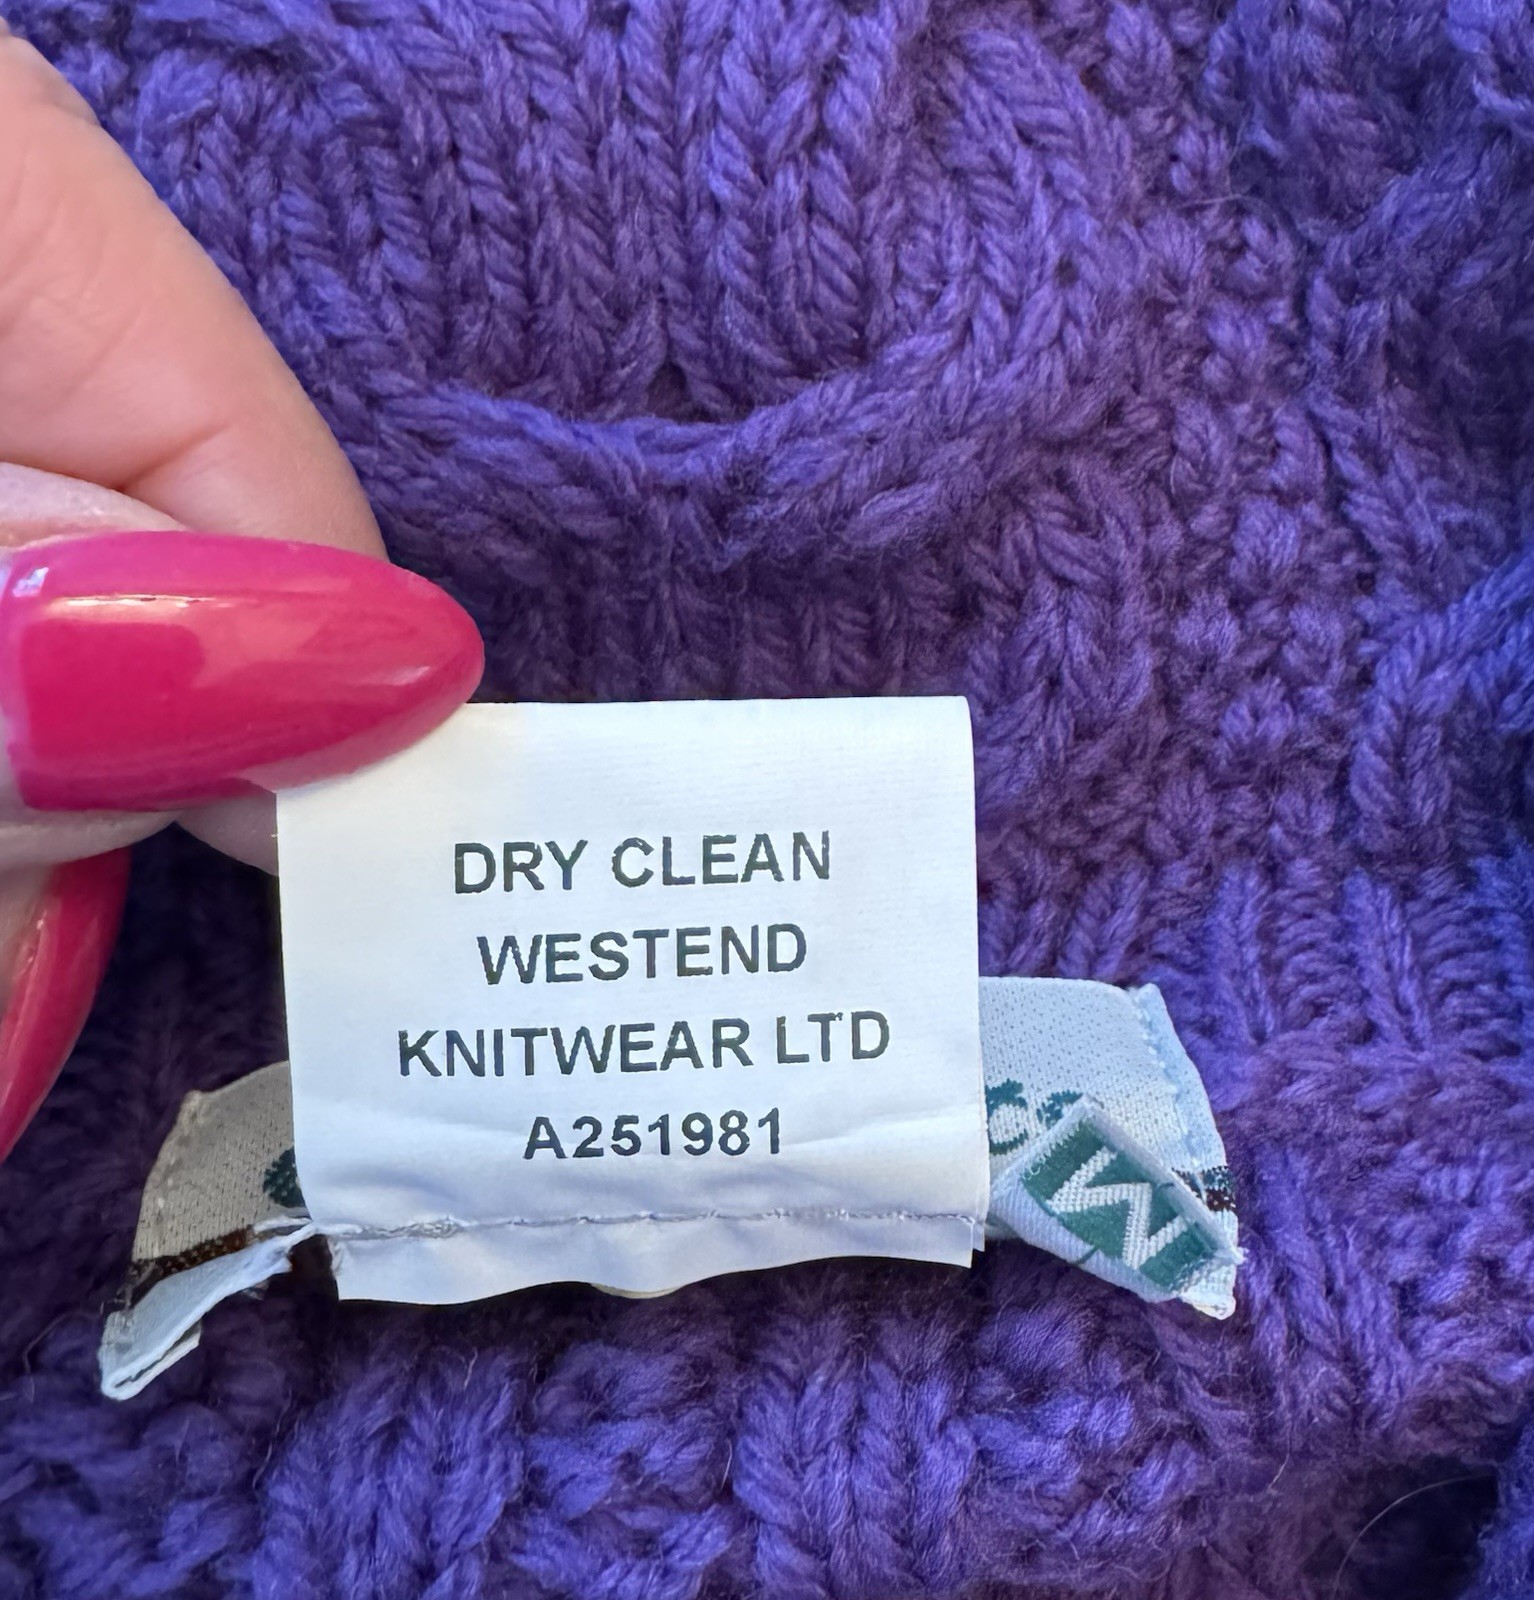 DRY CLEAN
WESTEND
KNITWEAR LTD
A251981
M